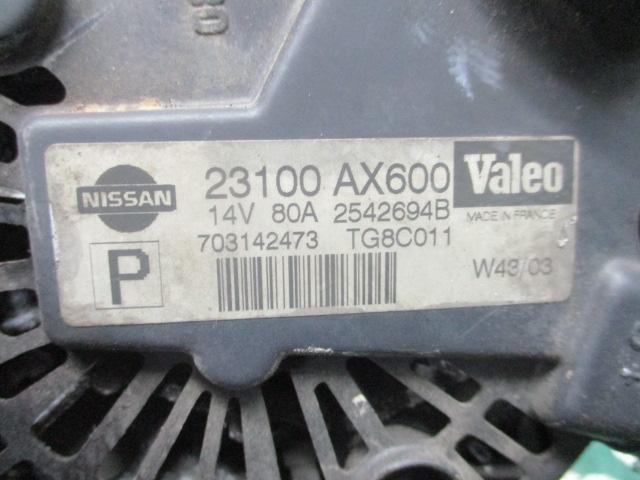 NISSAN
23100 AX600
Valeo
14V 80A 2542694B
MADE IN FRANCE
703142473 TG8C011
P
W43/03